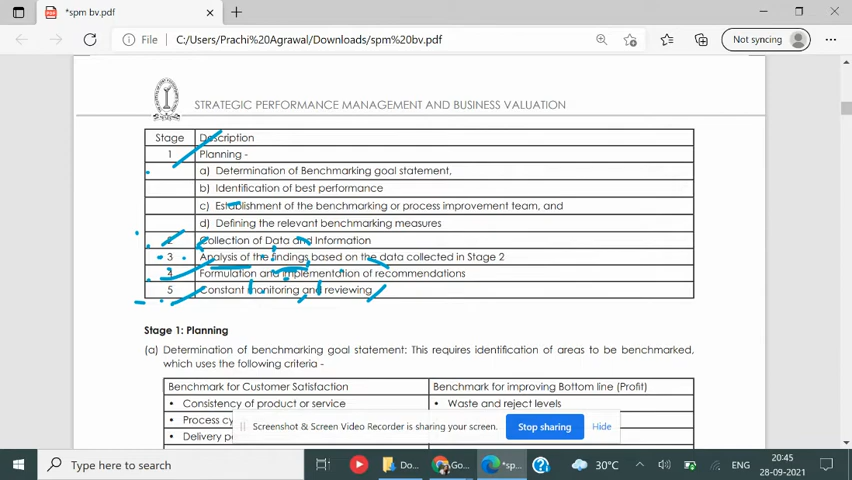 *spm bv.pdf
File
C:/Users/Prachi%20Agrawal/Downloads/spm%20bv.pdf
Not syncing
STRATEGIC PERFORMANCE MANAGEMENT AND BUSINESS VALUATION
Stage Description
1 Planning -
a) Determination of Benchmarking goal statement,
b) Identification of best performance
c) Establishment of the benchmarking or process improvement team, and
d) Defining the relevant benchmarking measures
2 Collection of Data and Information
3 Analysis of the findings based on the data collected in Stage 2
4 Formulation and implementation of recommendations
5 Constant monitoring and reviewing
Stage 1: Planning
(a) Determination of benchmarking goal statement: This requires identification of areas to be benchmarked,
which uses the following criteria -
Benchmark for Customer Satisfaction Benchmark for improving Bottom line (Profit)
• Consistency of product or service • Waste and reject levels
• Process cy
• Delivery p
Screenshot & Screen Video Recorder is sharing your screen.
Stop sharing
Hide
Type here to search
Do...
Go...
*sp...
30°C
ENG
20:45
28-09-2021